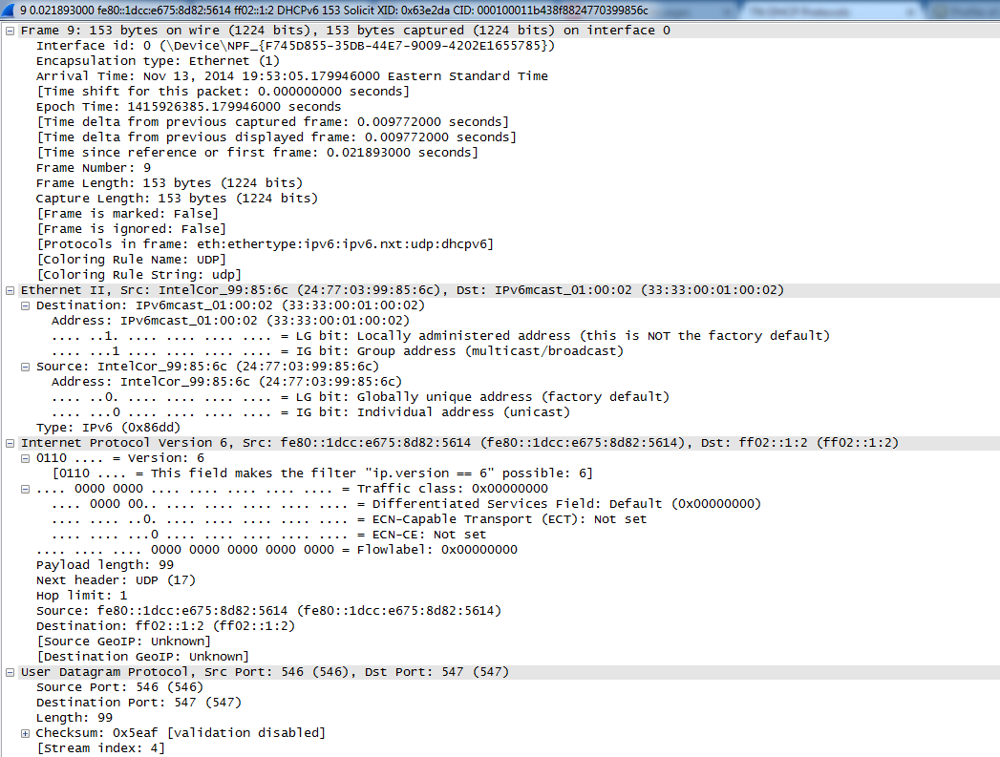 9 0.021893000 fe80::1dcc:e675:8d82:5614 ff02::1:2 DHCPv6 153 Solicit XID: 0x63e2da CID: 000100011b438f8824770399856c
Frame 9: 153 bytes on wire (1224 bits), 153 bytes captured (1224 bits) on interface 0
Interface id: 0 (\Device\NPF_{F745D855-35DB-44E7-9009-4202E1655785})
Encapsulation type: Ethernet (1)
Arrival Time: Nov 13, 2014 19:53:05.179946000 Eastern Standard Time
[Time shift for this packet: 0.000000000 seconds]
Epoch Time: 1415926385.179946000 seconds
[Time delta from previous captured frame: 0.009772000 seconds]
[Time delta from previous displayed frame: 0.009772000 seconds]
[Time since reference or first frame: 0.021893000 seconds]
Frame Number: 9
Frame Length: 153 bytes (1224 bits)
Capture Length: 153 bytes (1224 bits)
[Frame is marked: False]
[Frame is ignored: False]
[Protocols in frame: eth:ethertype:ipv6:ipv6.nxt:udp:dhcpv6]
[Coloring Rule Name: UDP]
[Coloring Rule String: udp]
Ethernet II, Src: IntelCor_99:85:6c (24:77:03:99:85:6c), Dst: IPv6mcast_01:00:02 (33:33:00:01:00:02)
Destination: IPv6mcast_01:00:02 (33:33:00:01:00:02)
Address: IPv6mcast_01:00:02 (33:33:00:01:00:02)
.... ..1. .... .... .... .... = LG bit: Locally administered address (this is NOT the factory default)
.... ...1 .... .... .... .... = IG bit: Group address (multicast/broadcast)
Source: IntelCor_99:85:6c (24:77:03:99:85:6c)
Address: IntelCor_99:85:6c (24:77:03:99:85:6c)
.... ..0. .... .... .... .... = LG bit: Globally unique address (factory default)
.... ...0 .... .... .... .... = IG bit: Individual address (unicast)
Type: IPv6 (0x86dd)
Internet Protocol Version 6, Src: fe80::1dcc:e675:8d82:5614 (fe80::1dcc:e675:8d82:5614), Dst: ff02::1:2 (ff02::1:2)
0110 .... = Version: 6
[0110 .... = This field makes the filter "ip.version == 6" possible: 6]
.... 0000 0000 .... .... .... .... .... = Traffic class: 0x00000000
.... 0000 00.. .... .... .... .... .... = Differentiated Services Field: Default (0x00000000)
.... .... ..0. .... .... .... .... .... = ECN-Capable Transport (ECT): Not set
.... .... ...0 .... .... .... .... .... = ECN-CE: Not set
.... .... .... 0000 0000 0000 0000 0000 = Flowlabel: 0x00000000
Payload length: 99
Next header: UDP (17)
Hop limit: 1
Source: fe80::1dcc:e675:8d82:5614 (fe80::1dcc:e675:8d82:5614)
Destination: ff02::1:2 (ff02::1:2)
[Source GeoIP: Unknown]
[Destination GeoIP: Unknown]
User Datagram Protocol, Src Port: 546 (546), Dst Port: 547 (547)
Source Port: 546 (546)
Destination Port: 547 (547)
Length: 99
Checksum: 0x5eaf [validation disabled]
[Stream index: 4]